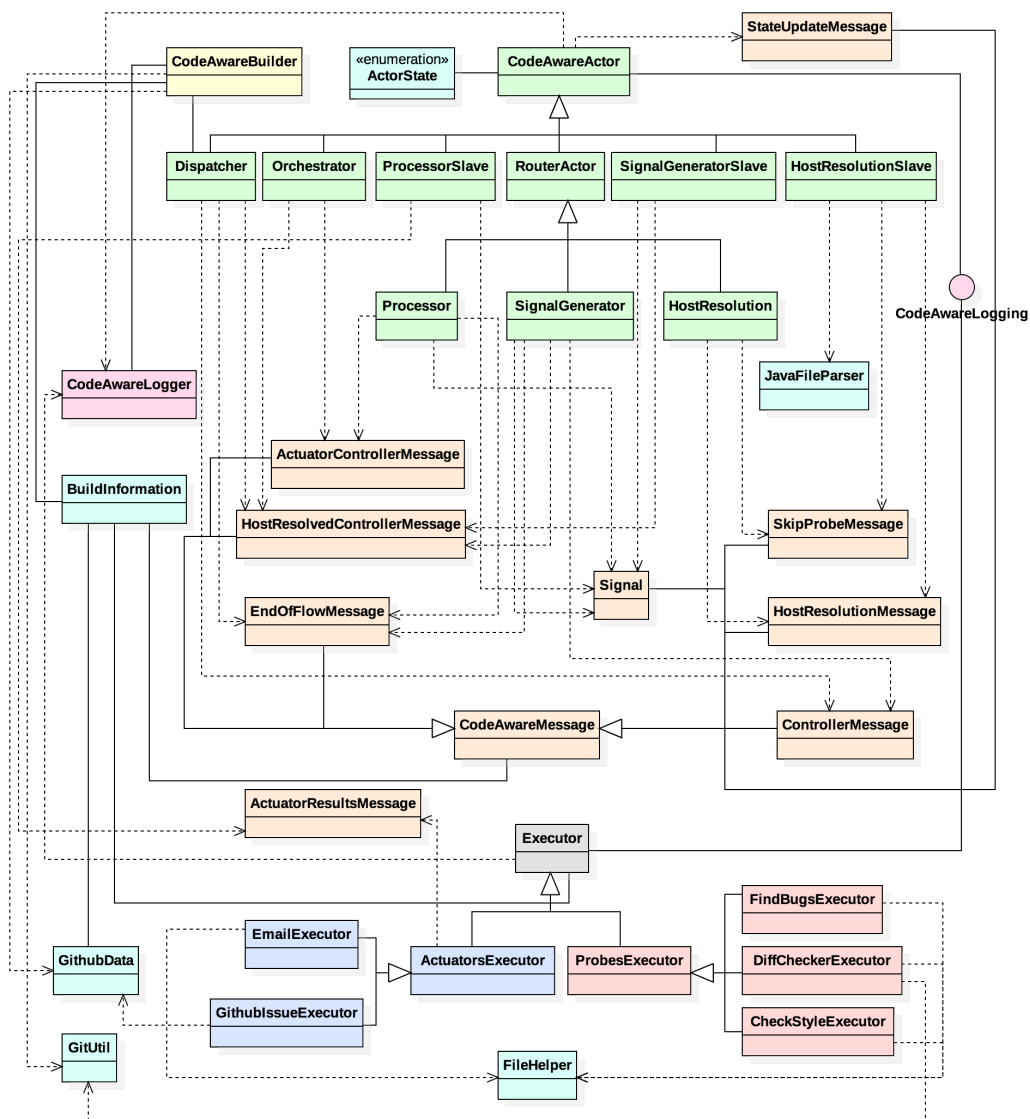 StateUpdateMessage
CodeAwareBuilder
«enumeration»
ActorState
CodeAwareActor
Dispatcher
Orchestrator
ProcessorSlave
RouterActor
SignalGeneratorSlave
HostResolutionSlave
Processor
SignalGenerator
HostResolution
CodeAwareLogging
CodeAwareLogger
JavaFileParser
ActuatorControllerMessage
BuildInformation
HostResolvedControllerMessage
SkipProbeMessage
Signal
EndOfFlowMessage
HostResolutionMessage
CodeAwareMessage
ControllerMessage
ActuatorResultsMessage
Executor
FindBugsExecutor
EmailExecutor
GithubData
ActuatorsExecutor
ProbesExecutor
DiffCheckerExecutor
GithubIssueExecutor
CheckStyleExecutor
GitUtil
FileHelper